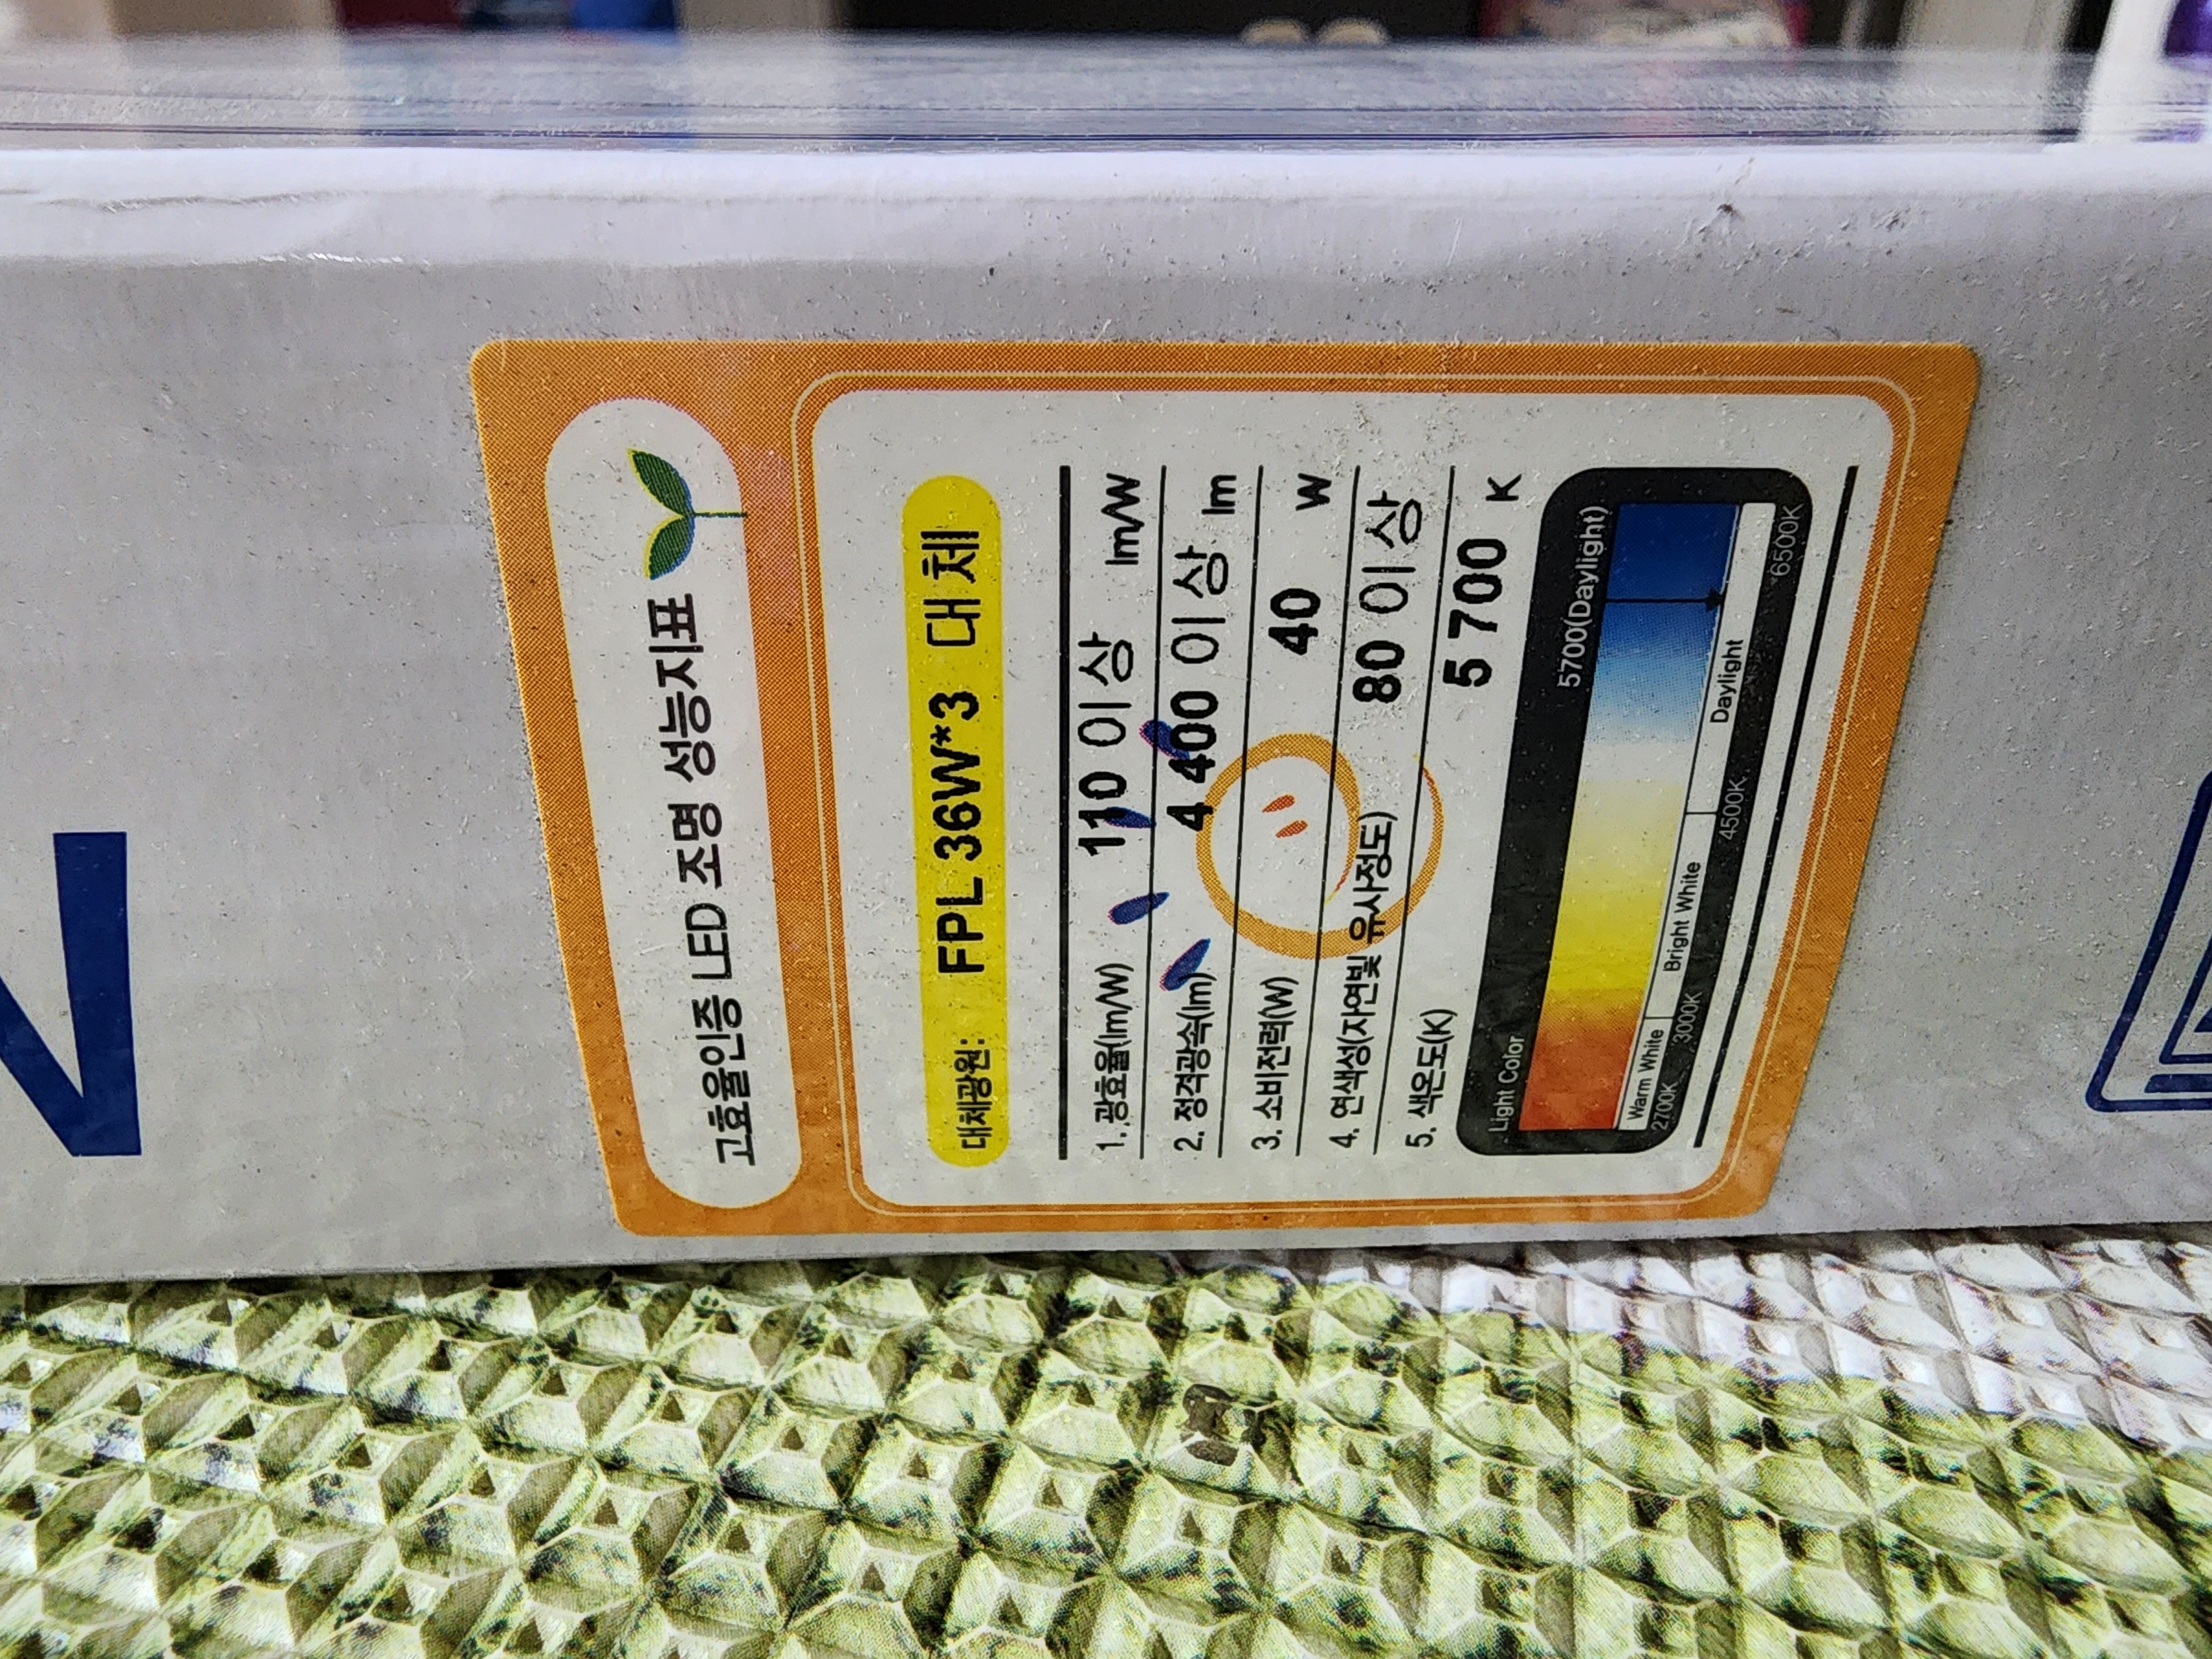 고효율인증 LED 조명 성능지표
대체광원: FPL 36W*3 대체
1. 광효율(lm/W) 110 이상 lm/W
2. 정격광속(lm) 4 400 이상 lm
3. 소비전력(W) 40 W
4. 연색성(자연빛 유사정도) 80 이상
5. 색온도(K) 5 700 K
Light Color 5700(Daylight)
Warm White Bright White Daylight
2700K 3000K 4500K 6500K